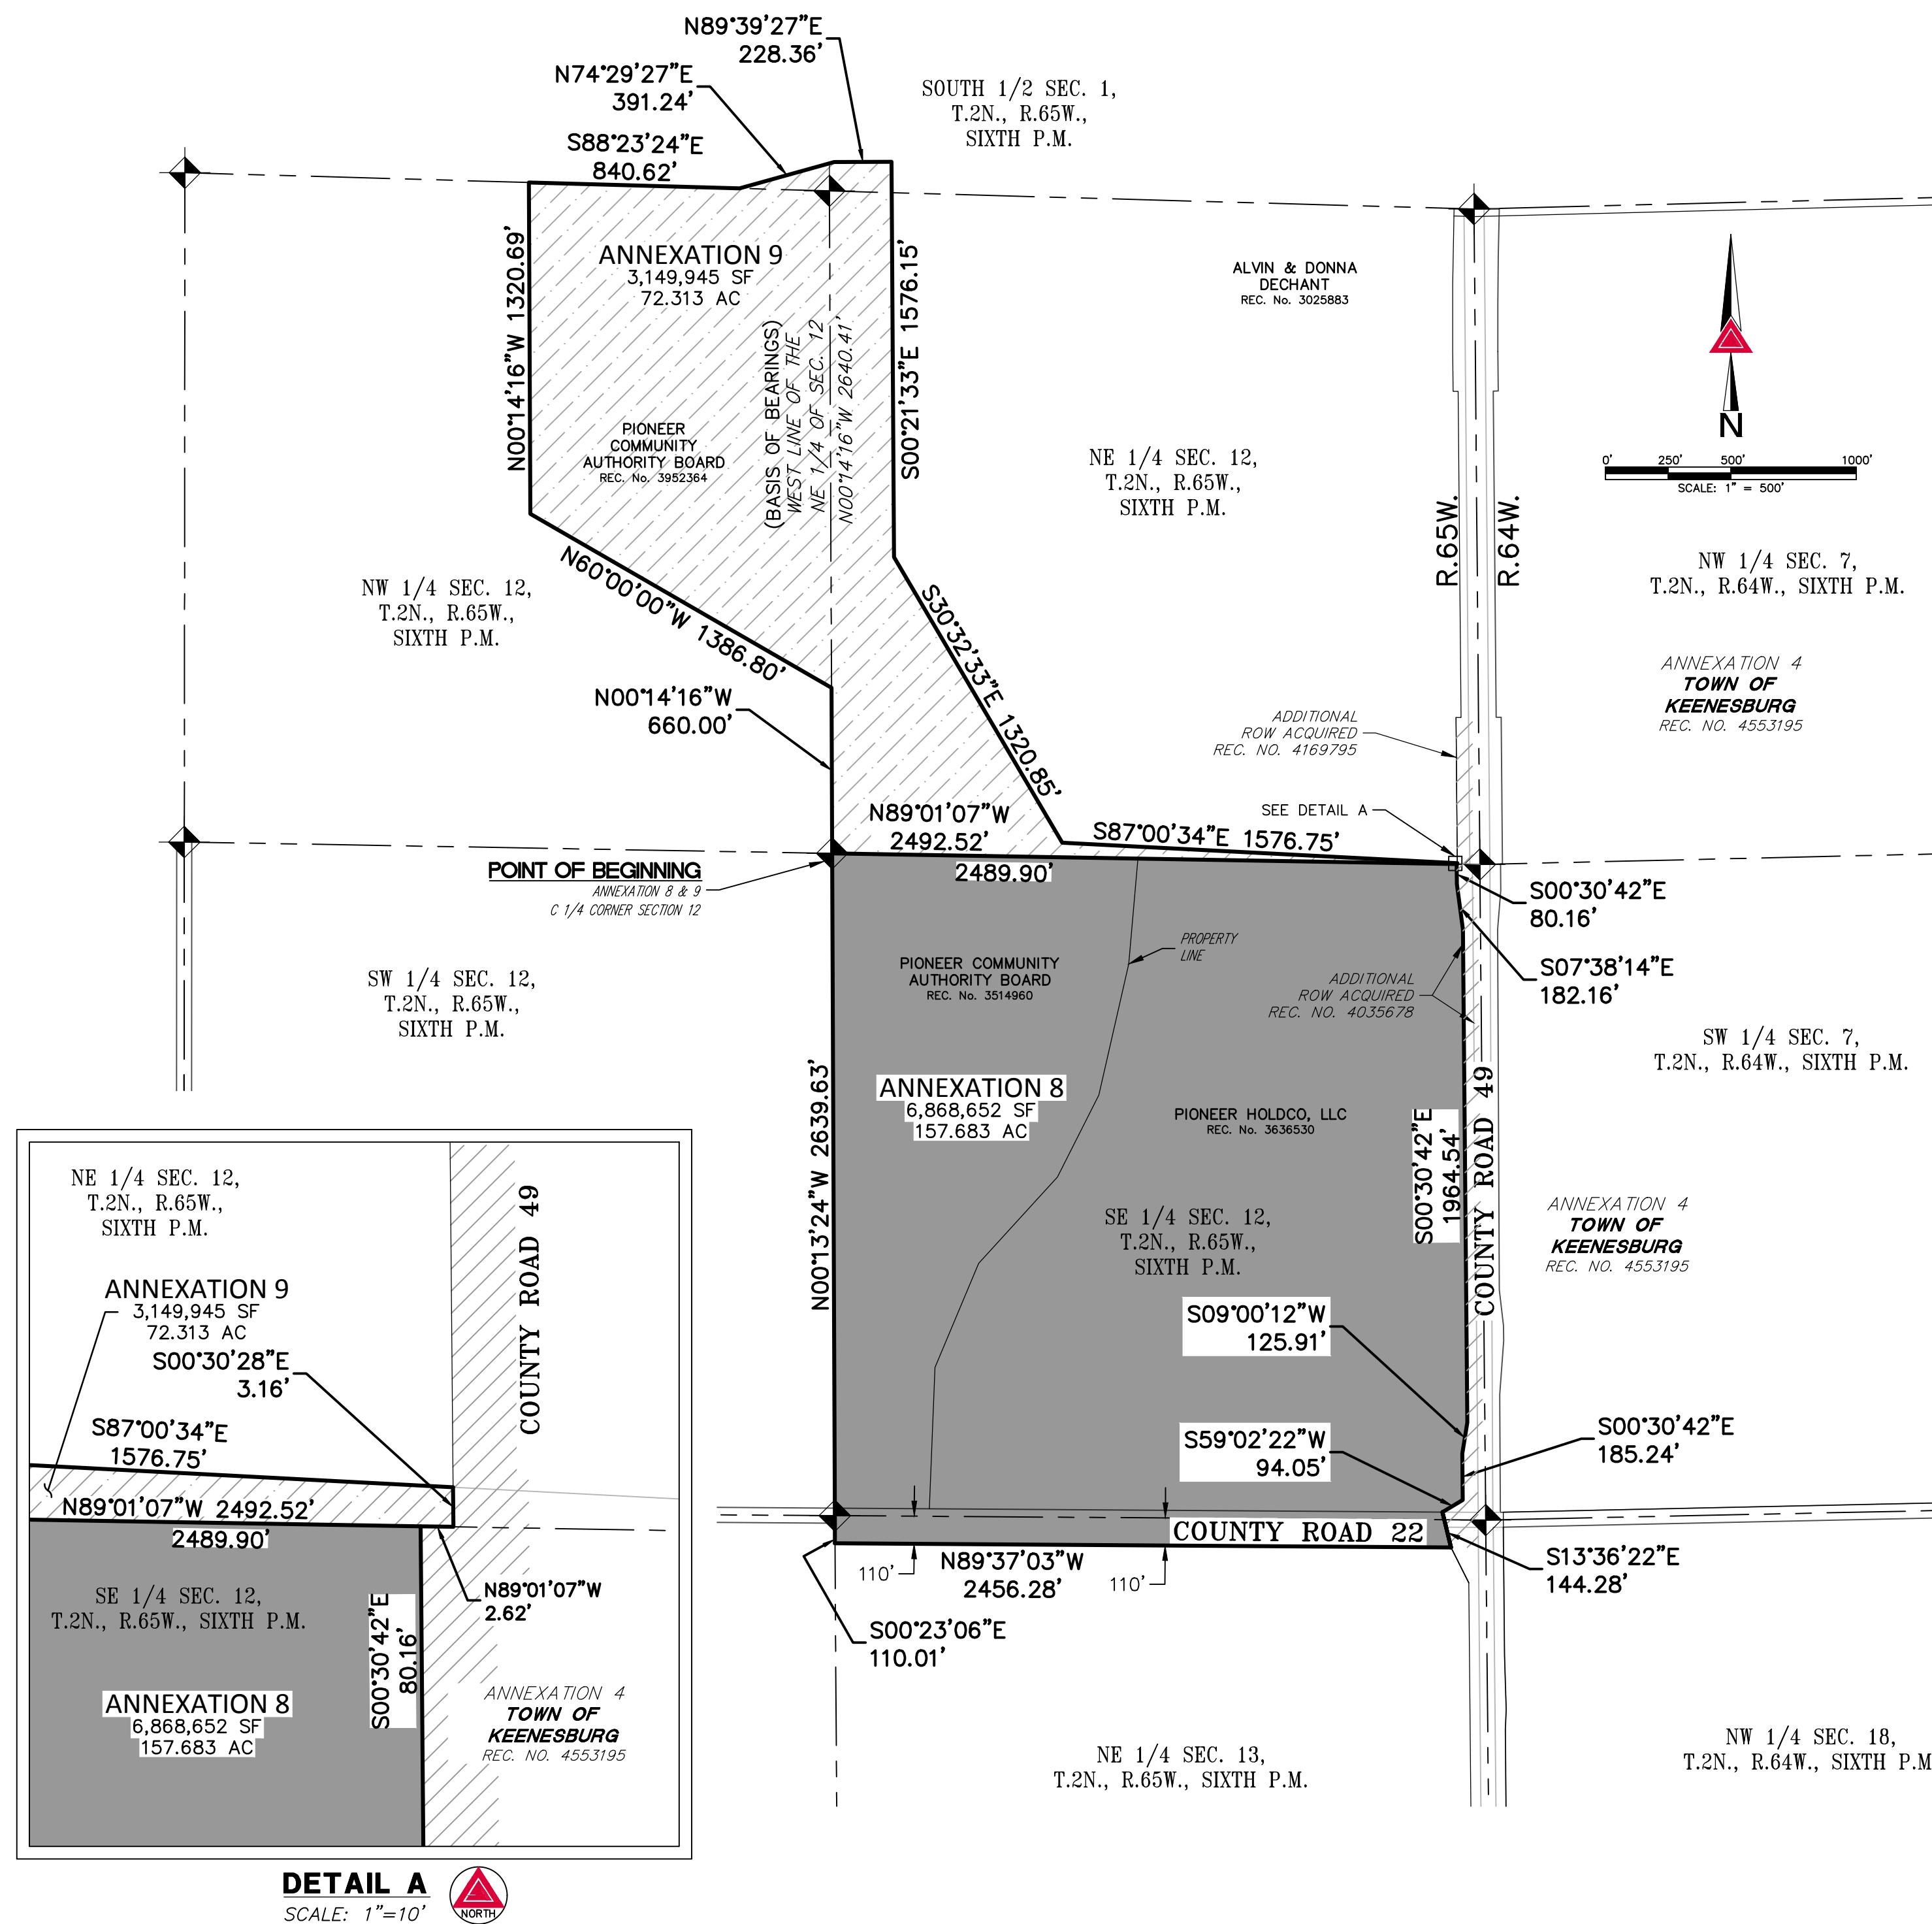 N89°39'27"E
228.36'
N74°29'27"E
391.24'
S88°23'24"E
840.62'
SOUTH 1/2 SEC. 1,
T.2N., R.65W.,
SIXTH P.M.
ANNEXATION 9
3,149,945 SF
72.313 AC
N00°14'16"W 1320.69'
(BASIS OF BEARINGS)
WEST LINE OF THE
NE 1/4 OF SEC. 12
N00°14'16"W 2640.41'
S00°21'33"E 1576.15'
ALVIN & DONNA
DECHANT
REC. No. 3025883
N
0' 250' 500' 1000'
SCALE: 1" = 500'
PIONEER
COMMUNITY
AUTHORITY BOARD
REC. No. 3952364
NE 1/4 SEC. 12,
T.2N., R.65W.,
SIXTH P.M.
R.65W.
R.64W.
NW 1/4 SEC. 7,
T.2N., R.64W., SIXTH P.M.
NW 1/4 SEC. 12,
T.2N., R.65W.,
SIXTH P.M.
N60°00'00"W 1386.80'
S30°32'33"E 1320.85'
N00°14'16"W
660.00'
ANNEXATION 4
TOWN OF
KEENESBURG
REC. NO. 4553195
ADDITIONAL
ROW ACQUIRED
REC. NO. 4169795
SEE DETAIL A
N89°01'07"W
2492.52'
2489.90'
S87°00'34"E 1576.75'
POINT OF BEGINNING
ANNEXATION 8 & 9
C 1/4 CORNER SECTION 12
S00°30'42"E
80.16'
S07°38'14"E
182.16'
PROPERTY
LINE
PIONEER COMMUNITY
AUTHORITY BOARD
REC. No. 3514960
ADDITIONAL
ROW ACQUIRED
REC. NO. 4035678
SW 1/4 SEC. 12,
T.2N., R.65W.,
SIXTH P.M.
SW 1/4 SEC. 7,
T.2N., R.64W., SIXTH P.M.
N00°13'24"W 2639.63'
ANNEXATION 8
6,868,652 SF
157.683 AC
PIONEER HOLDCO, LLC
REC. No. 3636530
S00°30'42"E
1964.54'
COUNTY ROAD 49
SE 1/4 SEC. 12,
T.2N., R.65W.,
SIXTH P.M.
ANNEXATION 4
TOWN OF
KEENESBURG
REC. NO. 4553195
S09°00'12"W
125.91'
S59°02'22"W
94.05'
S00°30'42"E
185.24'
COUNTY ROAD 22
110'
N89°37'03"W
2456.28'
110'
S13°36'22"E
144.28'
S00°23'06"E
110.01'
NE 1/4 SEC. 13,
T.2N., R.65W., SIXTH P.M.
NW 1/4 SEC. 18,
T.2N., R.64W., SIXTH P.M
NE 1/4 SEC. 12,
T.2N., R.65W.,
SIXTH P.M.
COUNTY ROAD 49
ANNEXATION 9
3,149,945 SF
72.313 AC
S00°30'28"E
3.16'
S87°00'34"E
1576.75'
N89°01'07"W 2492.52'
2489.90'
SE 1/4 SEC. 12,
T.2N., R.65W., SIXTH P.M.
S00°30'42"E
80.16'
N89°01'07"W
2.62'
ANNEXATION 8
6,868,652 SF
157.683 AC
ANNEXATION 4
TOWN OF
KEENESBURG
REC. NO. 4553195
DETAIL A
SCALE: 1"=10'
NORTH